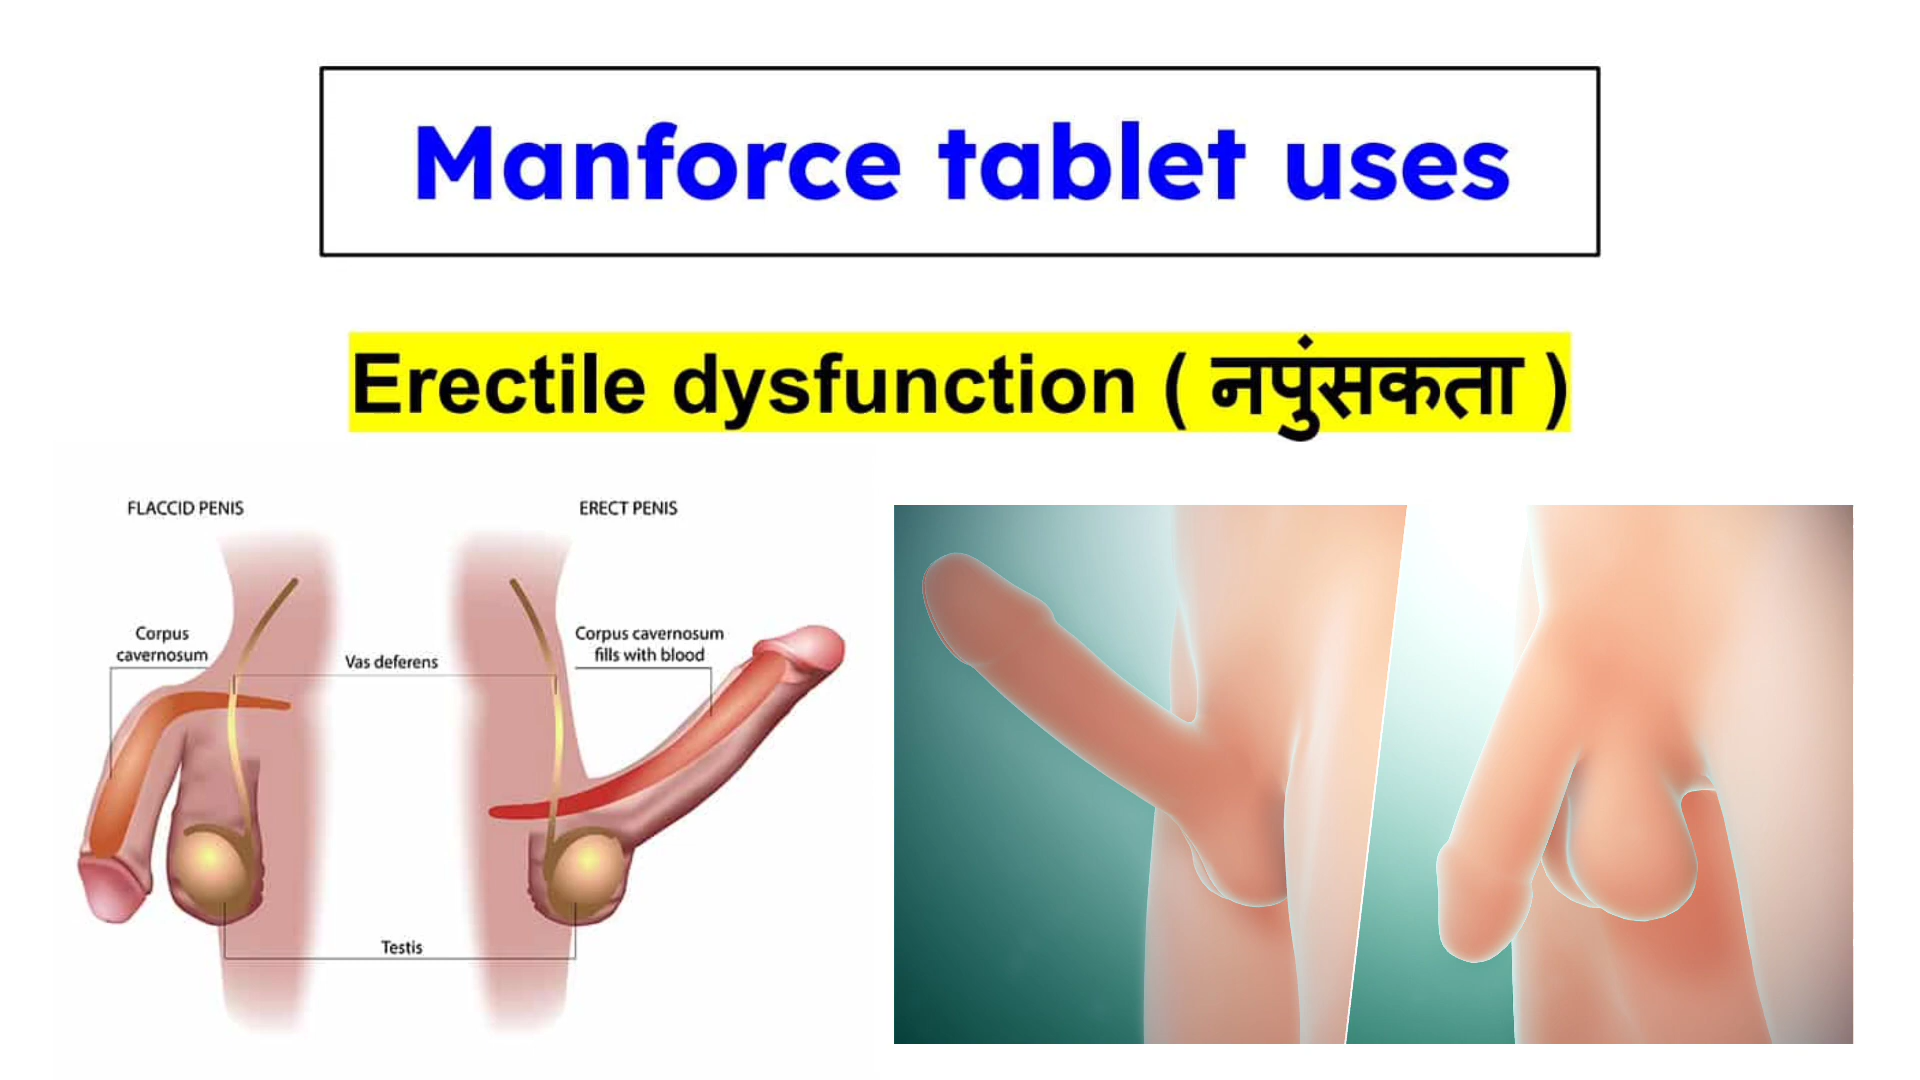 Manforce tablet uses
Erectile dysfunction ( नपुंसकता )
FLACCID PENIS
ERECT PENIS
Corpus
cavernosum
Vas deferens
Corpus cavernosum
fills with blood
Testis